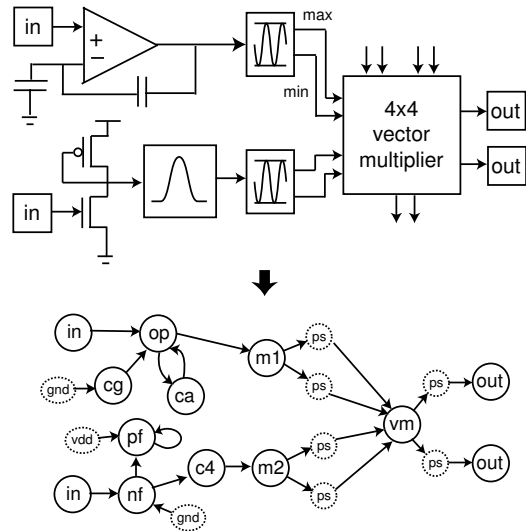 in
+
−
max
min
4x4
vector
multiplier
out
out
in
in
op
m1
ps
ps
gnd
cg
ca
ps
out
vdd
pf
vm
in
nf
c4
m2
ps
ps
ps
out
gnd